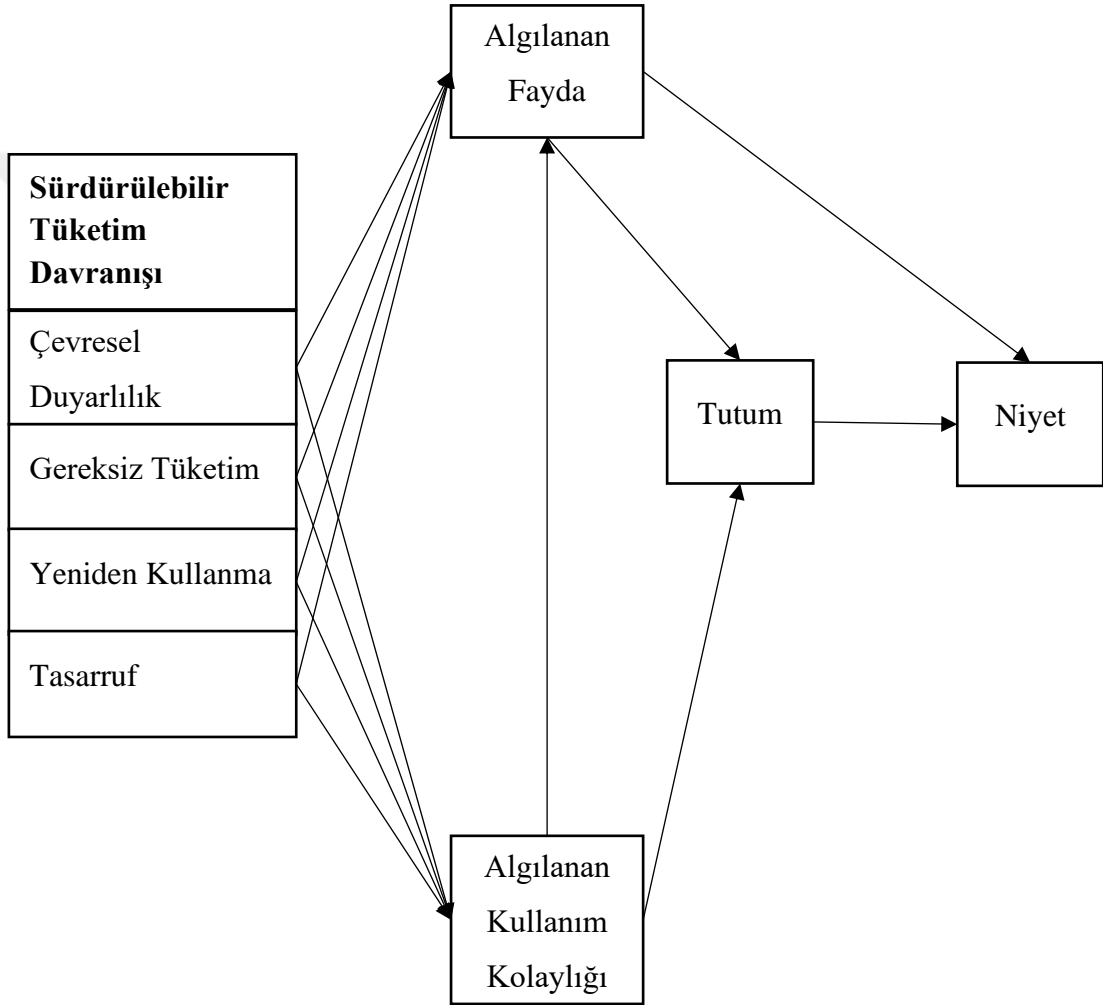 Algılanan
Fayda
Sürdürülebilir
Tüketim
Davranışı
Çevresel
Duyarlılık
Gereksiz Tüketim
Yeniden Kullanma
Tasarruf
Tutum
Niyet
Algılanan
Kullanım
Kolaylığı